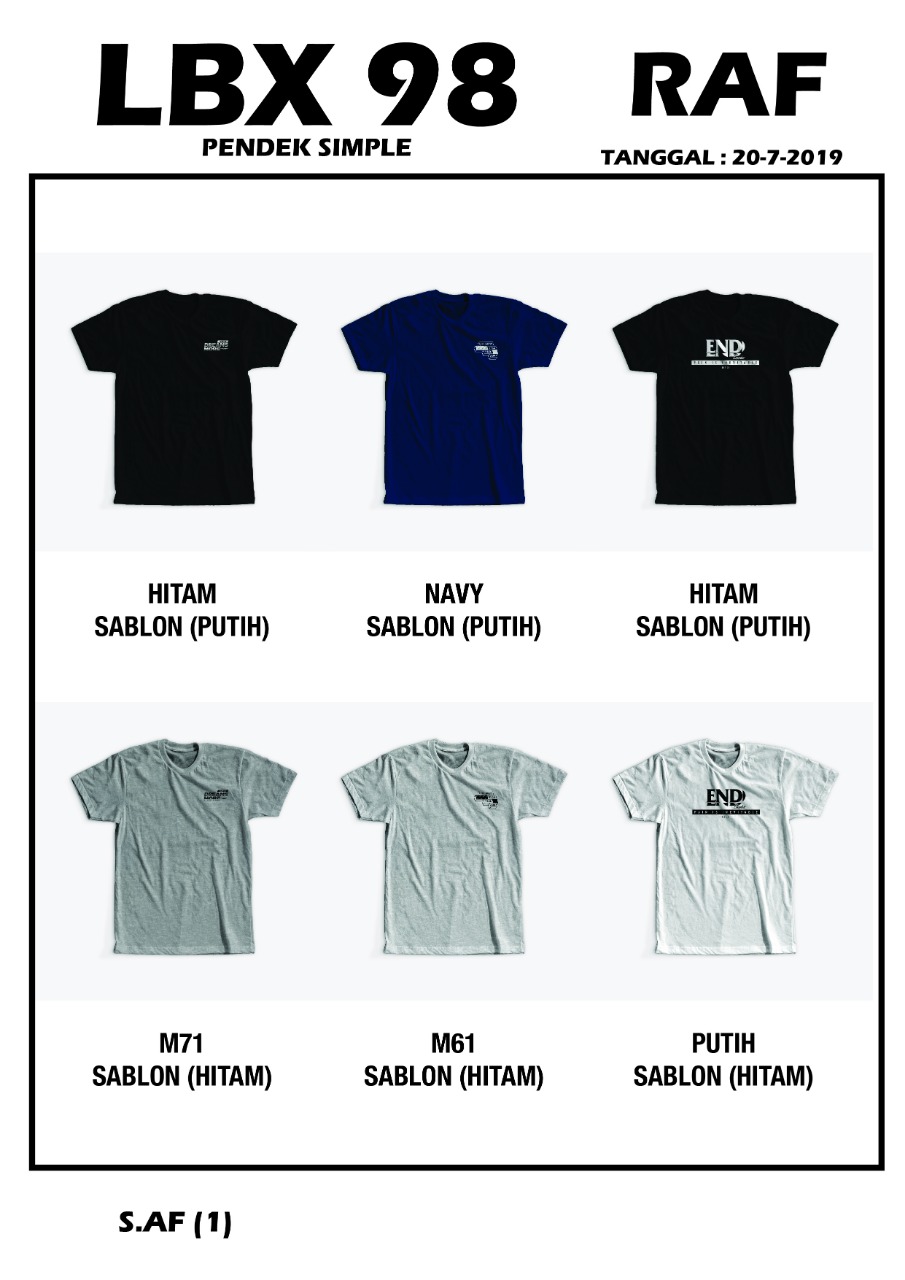 LBX 98
PENDEK SIMPLE
RAF
TANGGAL : 20-7-2019
END
HITAM
SABLON (PUTIH)
NAVY
SABLON (PUTIH)
HITAM
SABLON (PUTIH)
END
M71
SABLON (HITAM)
M61
SABLON (HITAM)
PUTIH
SABLON (HITAM)
S.AF (1)